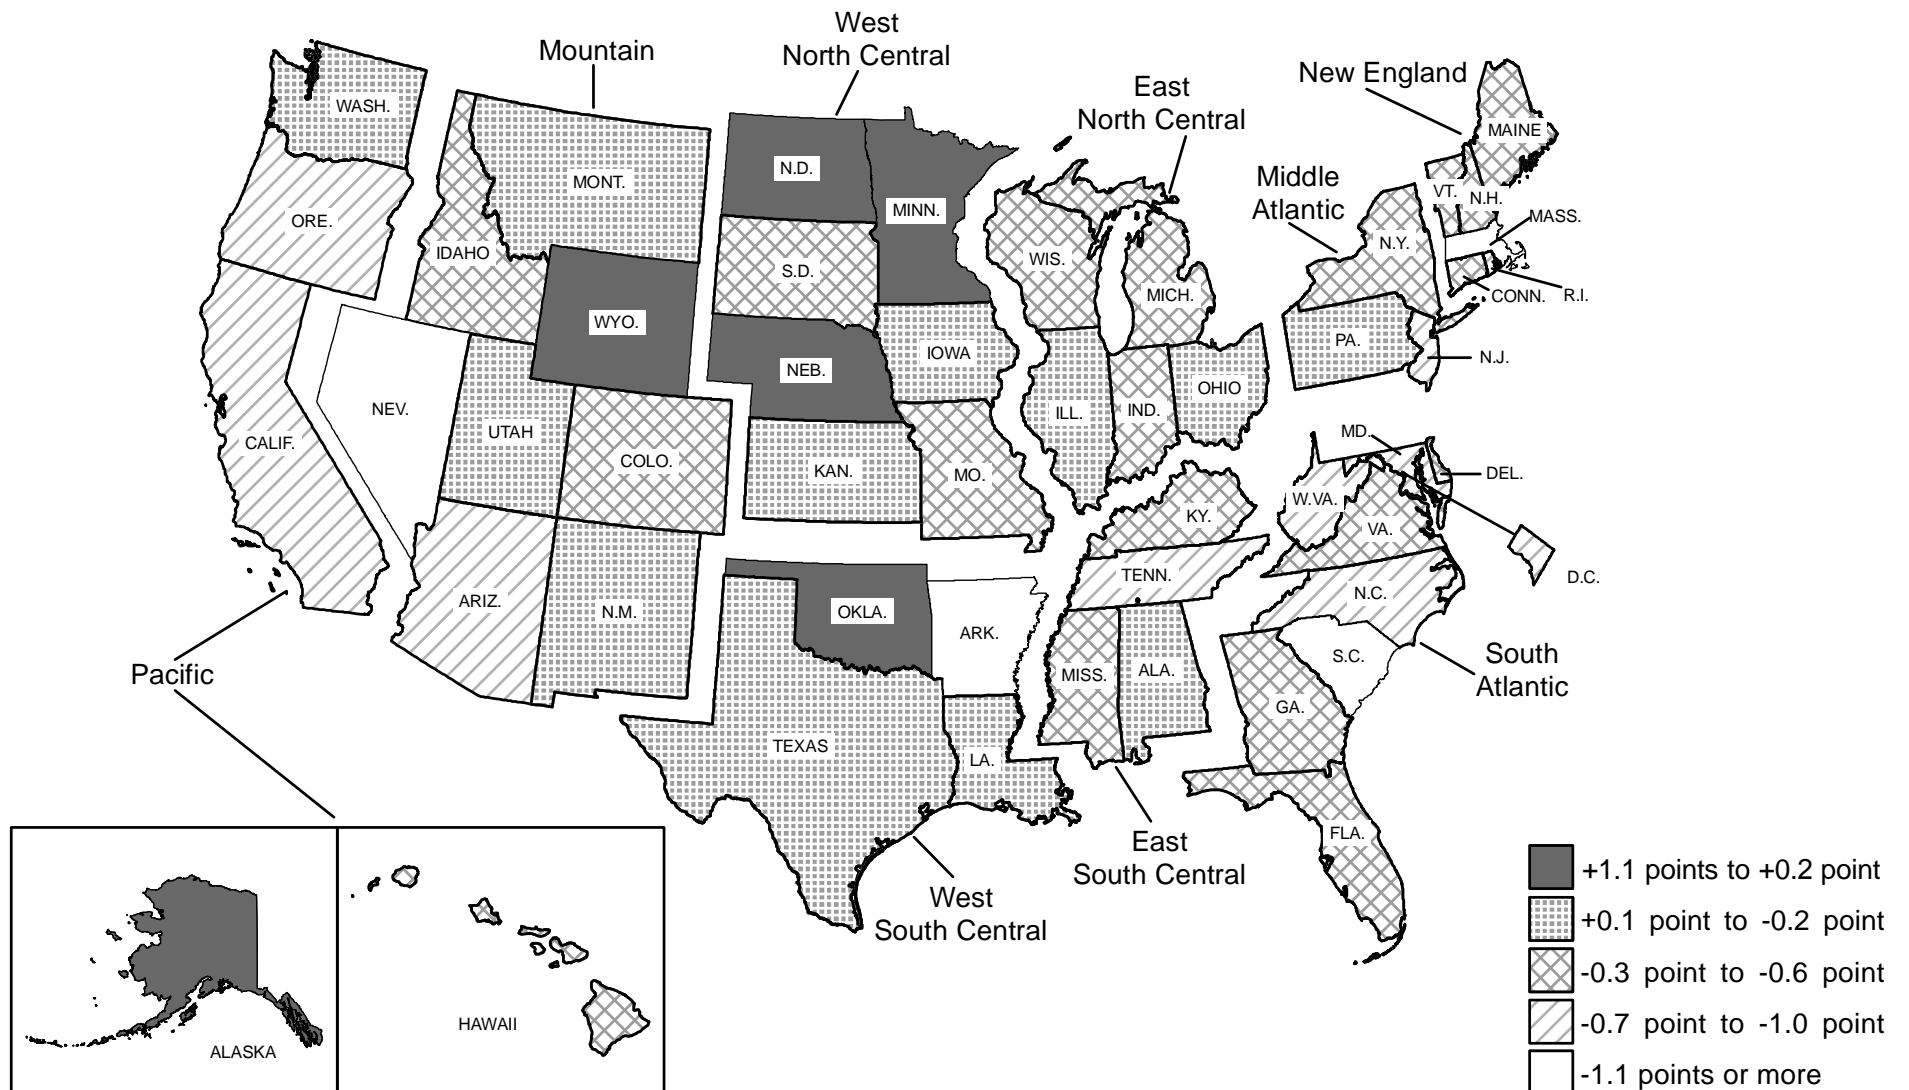 West
North Central
Mountain
New England
East
North Central
WASH.
MAINE
Middle
Atlantic
N.D.
MONT.
VT.
N.H.
MINN.
MASS.
ORE.
N.Y.
IDAHO
WIS.
S.D.
MICH.
CONN.
R.I.
WYO.
PA.
IOWA
N.J.
NEB.
OHIO
NEV.
ILL.
IND.
UTAH
MD.
CALIF.
COLO.
KAN.
MO.
DEL.
W.VA.
KY.
VA.
TENN.
D.C.
ARIZ.
N.C.
N.M.
OKLA.
ARK.
S.C.
South
Atlantic
Pacific
MISS.
ALA.
GA.
TEXAS
LA.
FLA.
East
South Central
West
South Central
HAWAII
ALASKA
+1.1 points to +0.2 point
+0.1 point to -0.2 point
-0.3 point to -0.6 point
-0.7 point to -1.0 point
-1.1 points or more